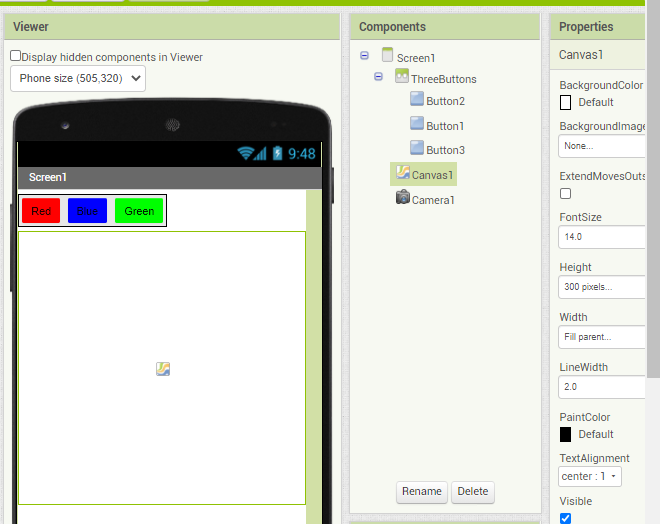 Viewer
Display hidden components in Viewer
Phone size (505,320)
9:48
Screen1
Red
Blue
Green
Components
Screen1
ThreeButtons
Button2
Button1
Button3
Canvas1
Camera1
Rename
Delete
Properties
Canvas1
BackgroundColor
Default
BackgroundImage
None...
ExtendMovesOuts
FontSize
14.0
Height
300 pixels...
Width
Fill parent...
LineWidth
2.0
PaintColor
Default
TextAlignment
center : 1
Visible